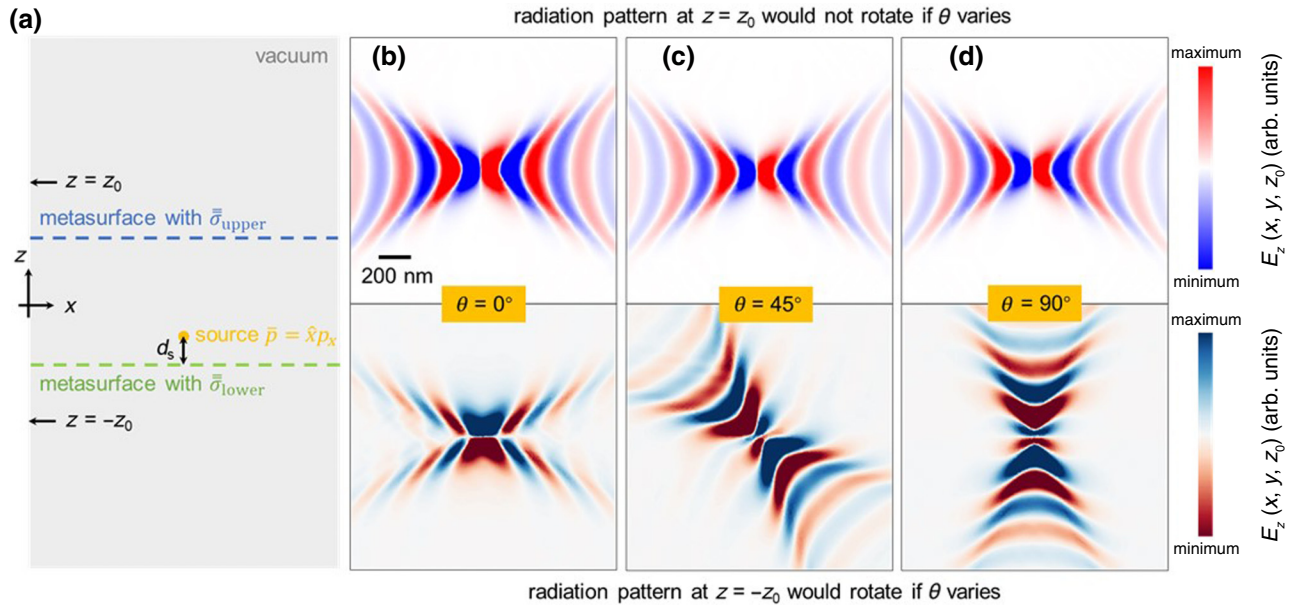 (a)
radiation pattern at z = z₀ would not rotate if θ varies
vacuum
z = z₀
metasurface with σ̿upper
z
x
source p̄ = x̂pₓ
dₛ
metasurface with σ̿lower
z = −z₀
(b)
(c)
(d)
200 nm
θ = 0°
θ = 45°
θ = 90°
maximum
minimum
E_z (x, y, z₀) (arb. units)
maximum
minimum
E_z (x, y, z₀) (arb. units)
radiation pattern at z = −z₀ would rotate if θ varies